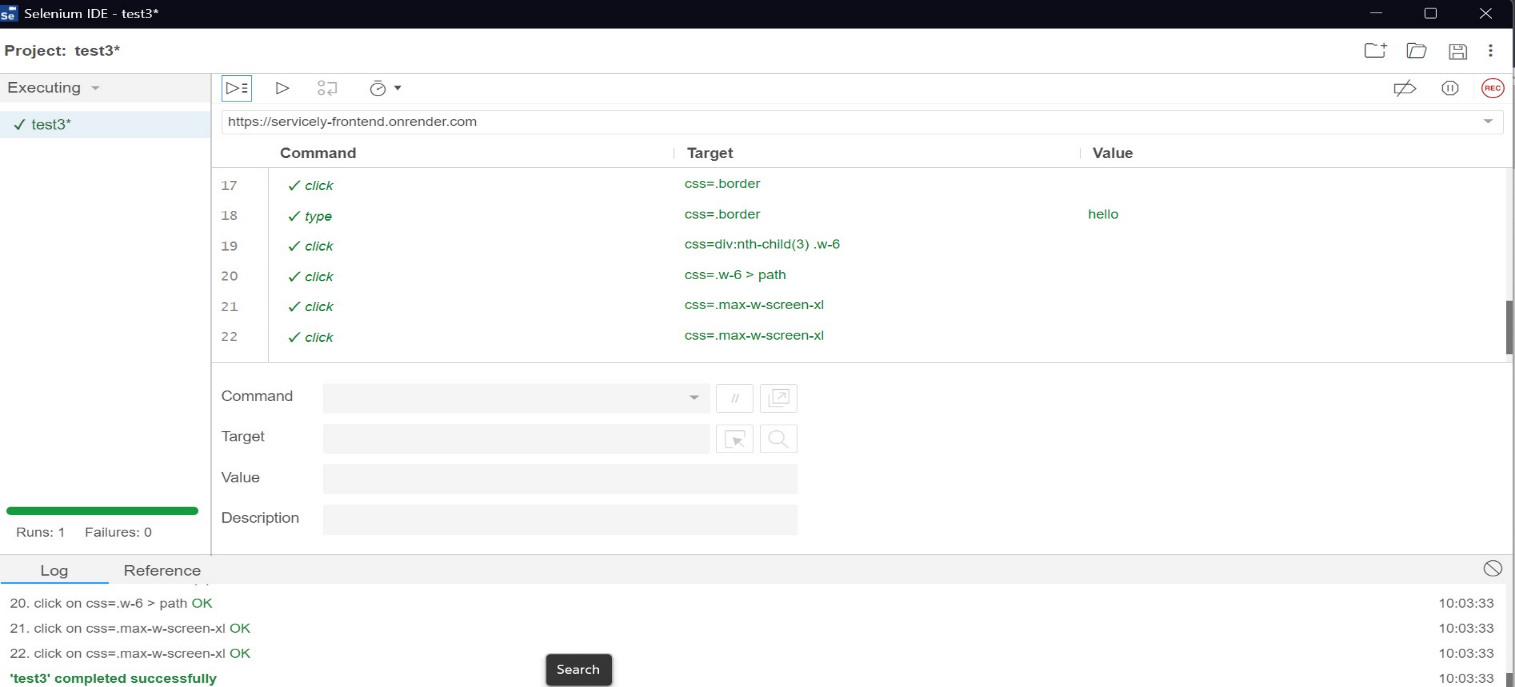 Se Selenium IDE - test3*
Project: test3*
Executing
REC
✓ test3*
https://servicely-frontend.onrender.com
Command Target Value
17 ✓ click css=.border
18 ✓ type css=.border hello
19 ✓ click css=div:nth-child(3) .w-6
20 ✓ click css=.w-6 > path
21 ✓ click css=.max-w-screen-xl
22 ✓ click css=.max-w-screen-xl
Command //
Target
Value
Description
Runs: 1 Failures: 0
Log Reference
20. click on css=.w-6 > path OK 10:03:33
21. click on css=.max-w-screen-xl OK 10:03:33
22. click on css=.max-w-screen-xl OK 10:03:33
Search
'test3' completed successfully 10:03:33